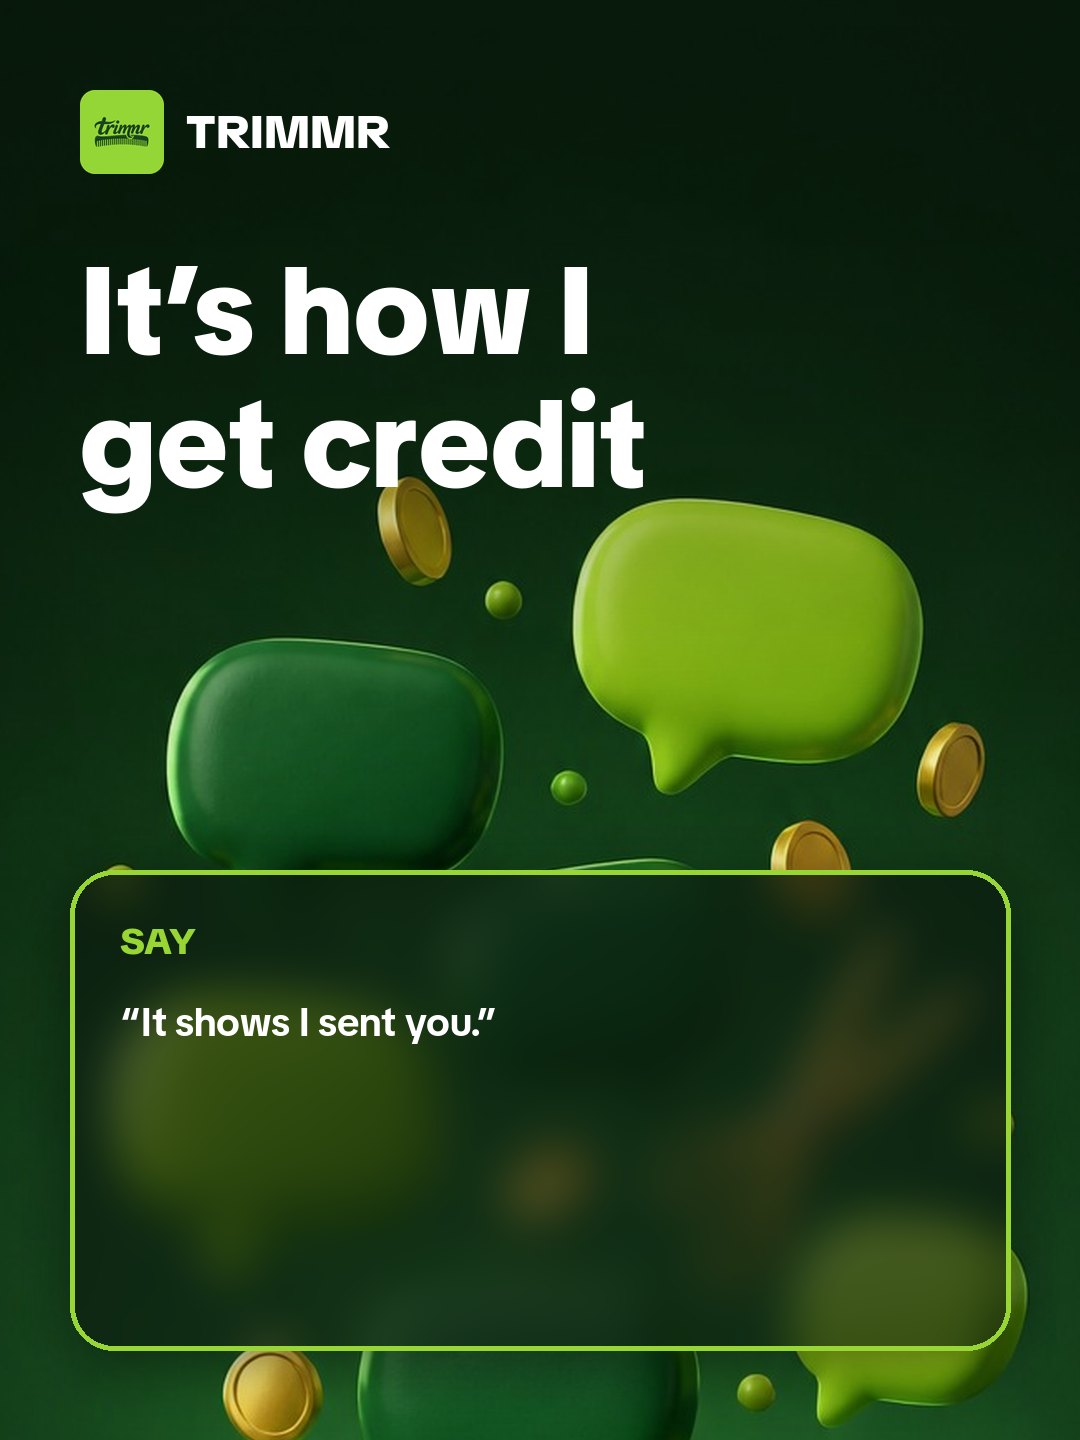 trimmr
TRIMMR
It’s how I
get credit
SAY
“It shows I sent you.”